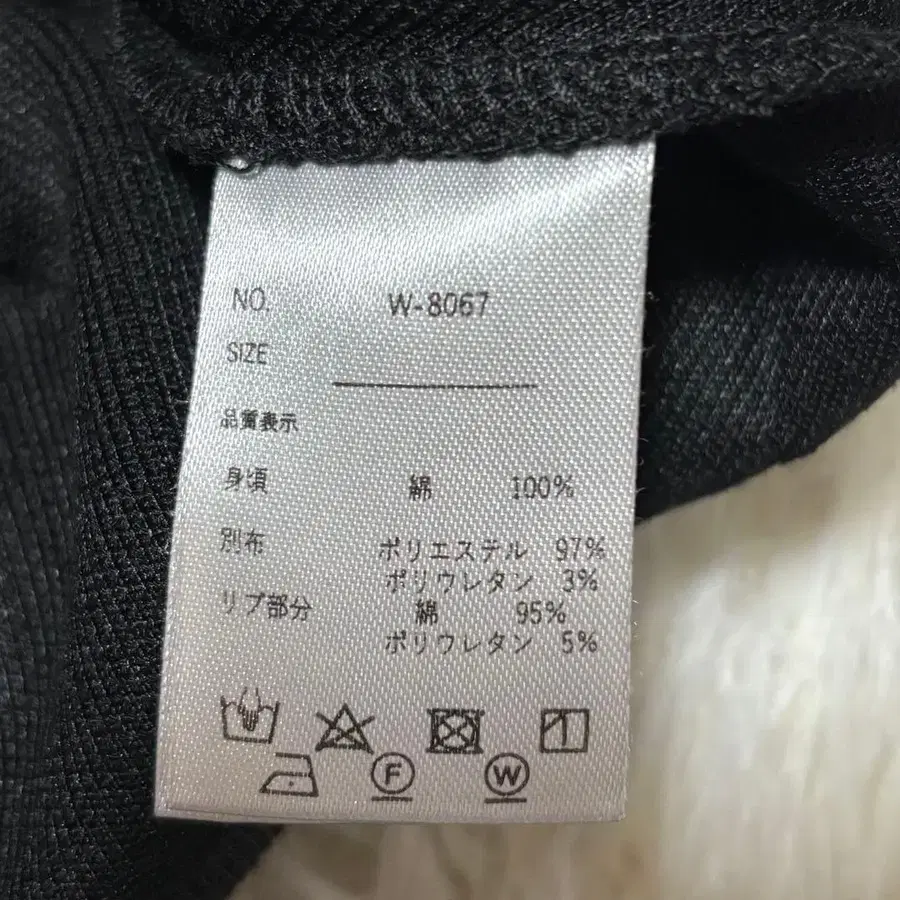 NO. W-8067
SIZE
品質表示
身頃 綿 100%
別布 ポリエステル 97%
ポリウレタン 3%
リブ部分 綿 95%
ポリウレタン 5%
F W